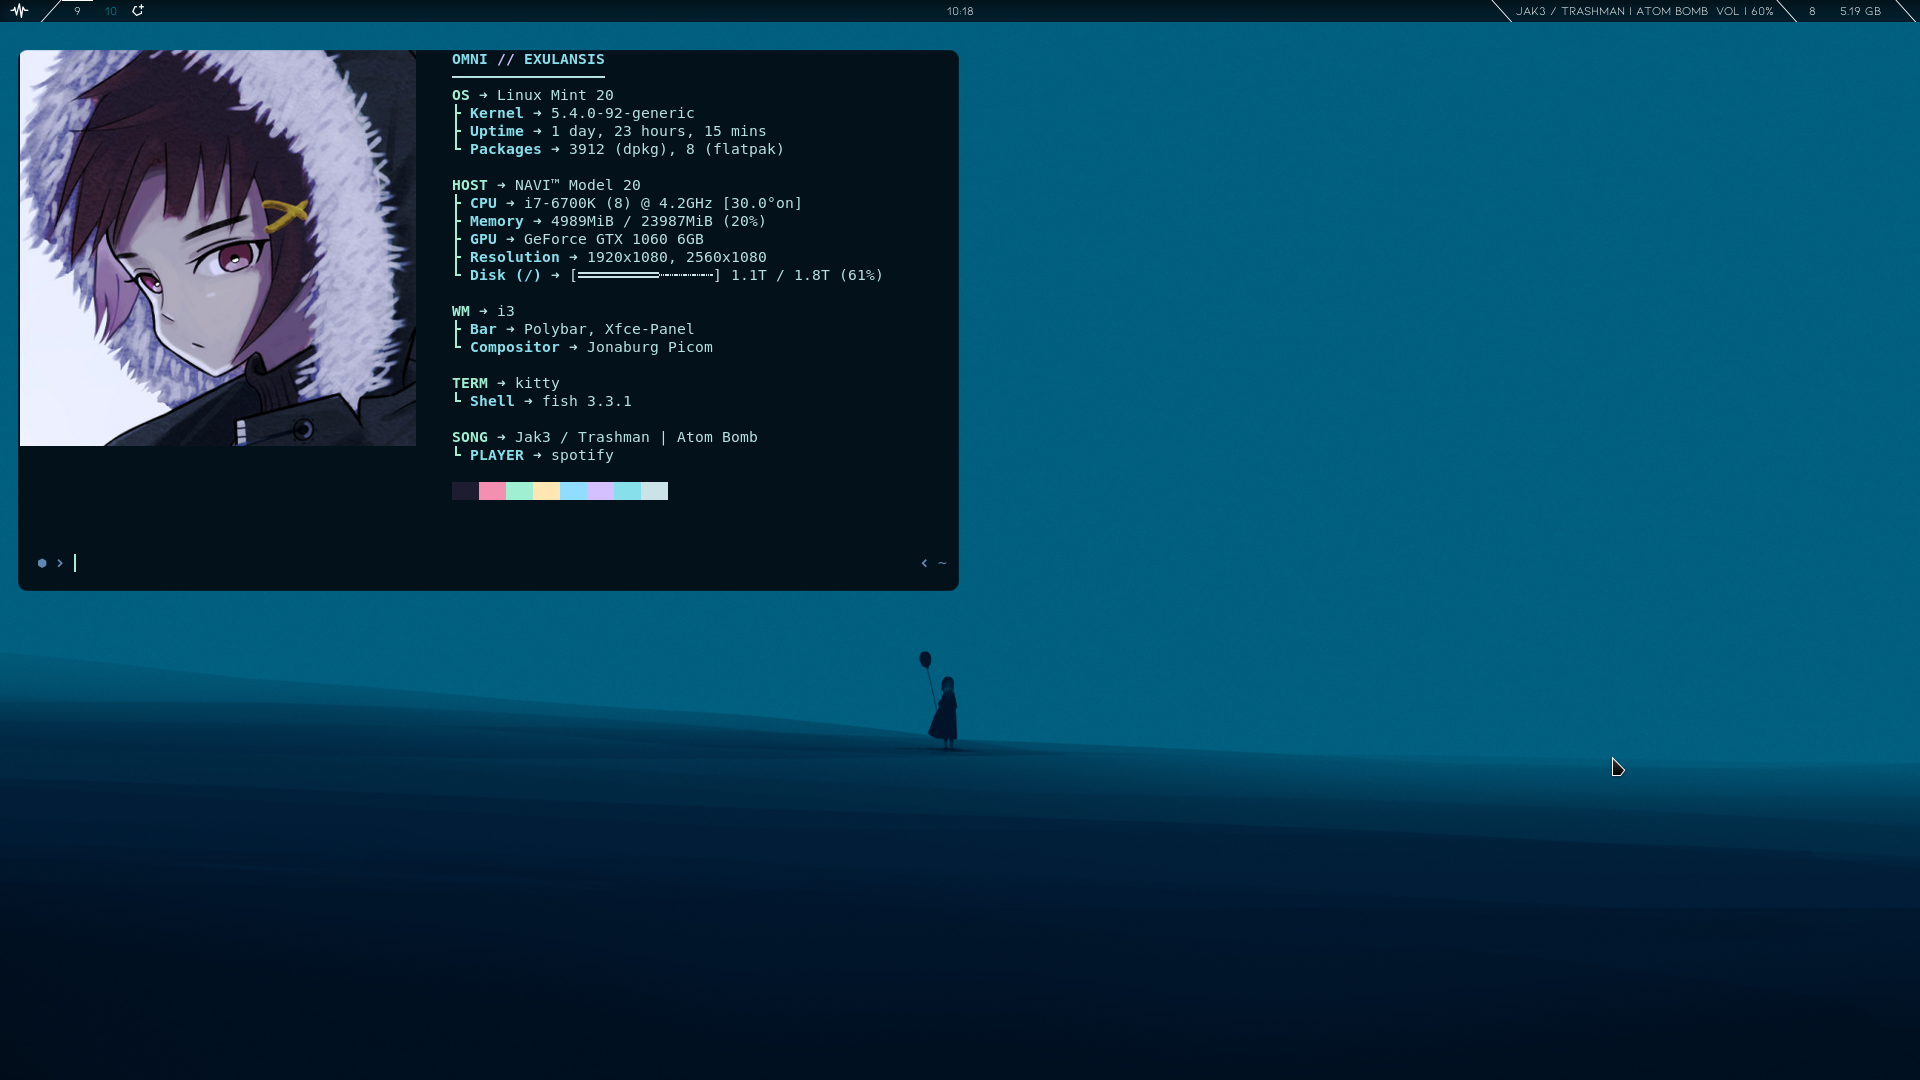 9 10 10:18 JAK3 / TRASHMAN | ATOM BOMB VOL | 60% 8 5.19 GB
OMNI // EXULANSIS
OS ➜ Linux Mint 20
Kernel ➜ 5.4.0-92-generic
Uptime ➜ 1 day, 23 hours, 15 mins
Packages ➜ 3912 (dpkg), 8 (flatpak)
HOST ➜ NAVI™ Model 20
CPU ➜ i7-6700K (8) @ 4.2GHz [30.0°on]
Memory ➜ 4989MiB / 23987MiB (20%)
GPU ➜ GeForce GTX 1060 6GB
Resolution ➜ 1920x1080, 2560x1080
Disk (/) ➜ [] 1.1T / 1.8T (61%)
WM ➜ i3
Bar ➜ Polybar, Xfce-Panel
Compositor ➜ Jonaburg Picom
TERM ➜ kitty
Shell ➜ fish 3.3.1
SONG ➜ Jak3 / Trashman | Atom Bomb
PLAYER ➜ spotify
⬢ › ‹ ~